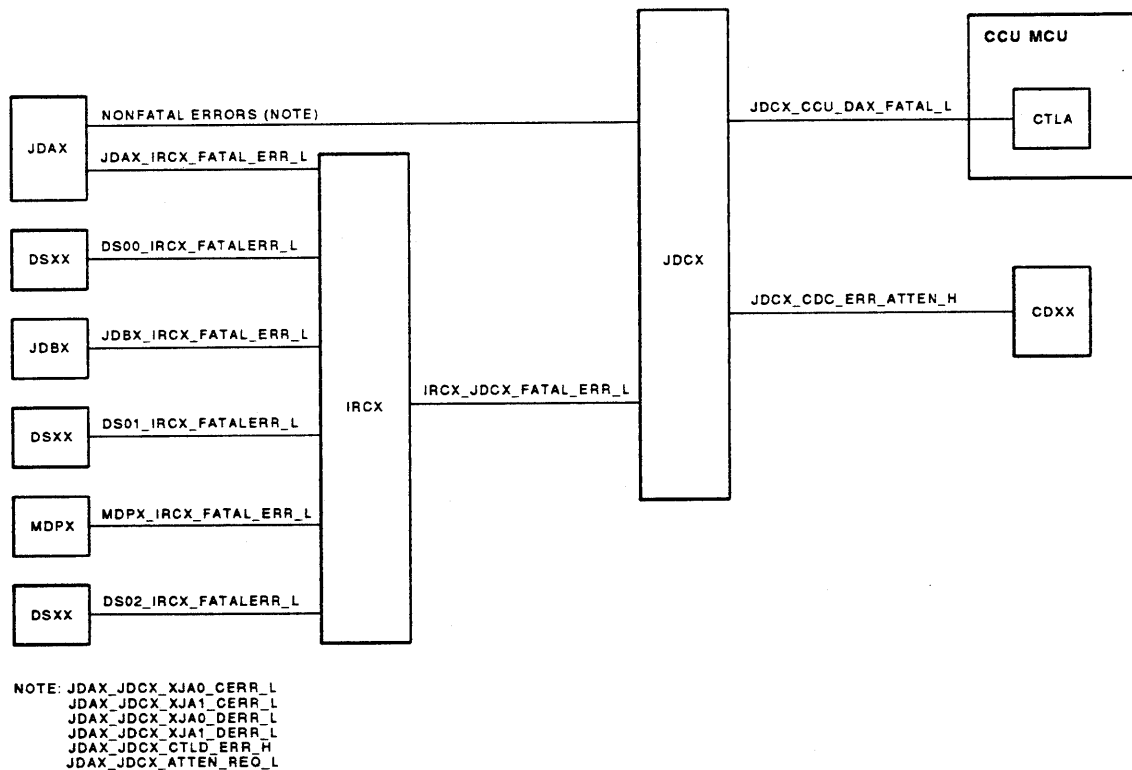 CCU MCU
NONFATAL ERRORS (NOTE)
JDCX_CCU_DAX_FATAL_L
CTLA
JDAX
JDAX_IRCX_FATAL_ERR_L
DS00_IRCX_FATALERR_L
DSXX
JDCX
JDCX_CDC_ERR_ATTEN_H
CDXX
JDBX_IRCX_FATAL_ERR_L
JDBX
IRCX_JDCX_FATAL_ERR_L
IRCX
DS01_IRCX_FATALERR_L
DSXX
MDPX_IRCX_FATAL_ERR_L
MDPX
DS02_IRCX_FATALERR_L
DSXX
NOTE: JDAX_JDCX_XJA0_CERR_L
JDAX_JDCX_XJA1_CERR_L
JDAX_JDCX_XJA0_DERR_L
JDAX_JDCX_XJA1_DERR_L
JDAX_JDCX_CTLD_ERR_H
JDAX_JDCX_ATTEN_REQ_L